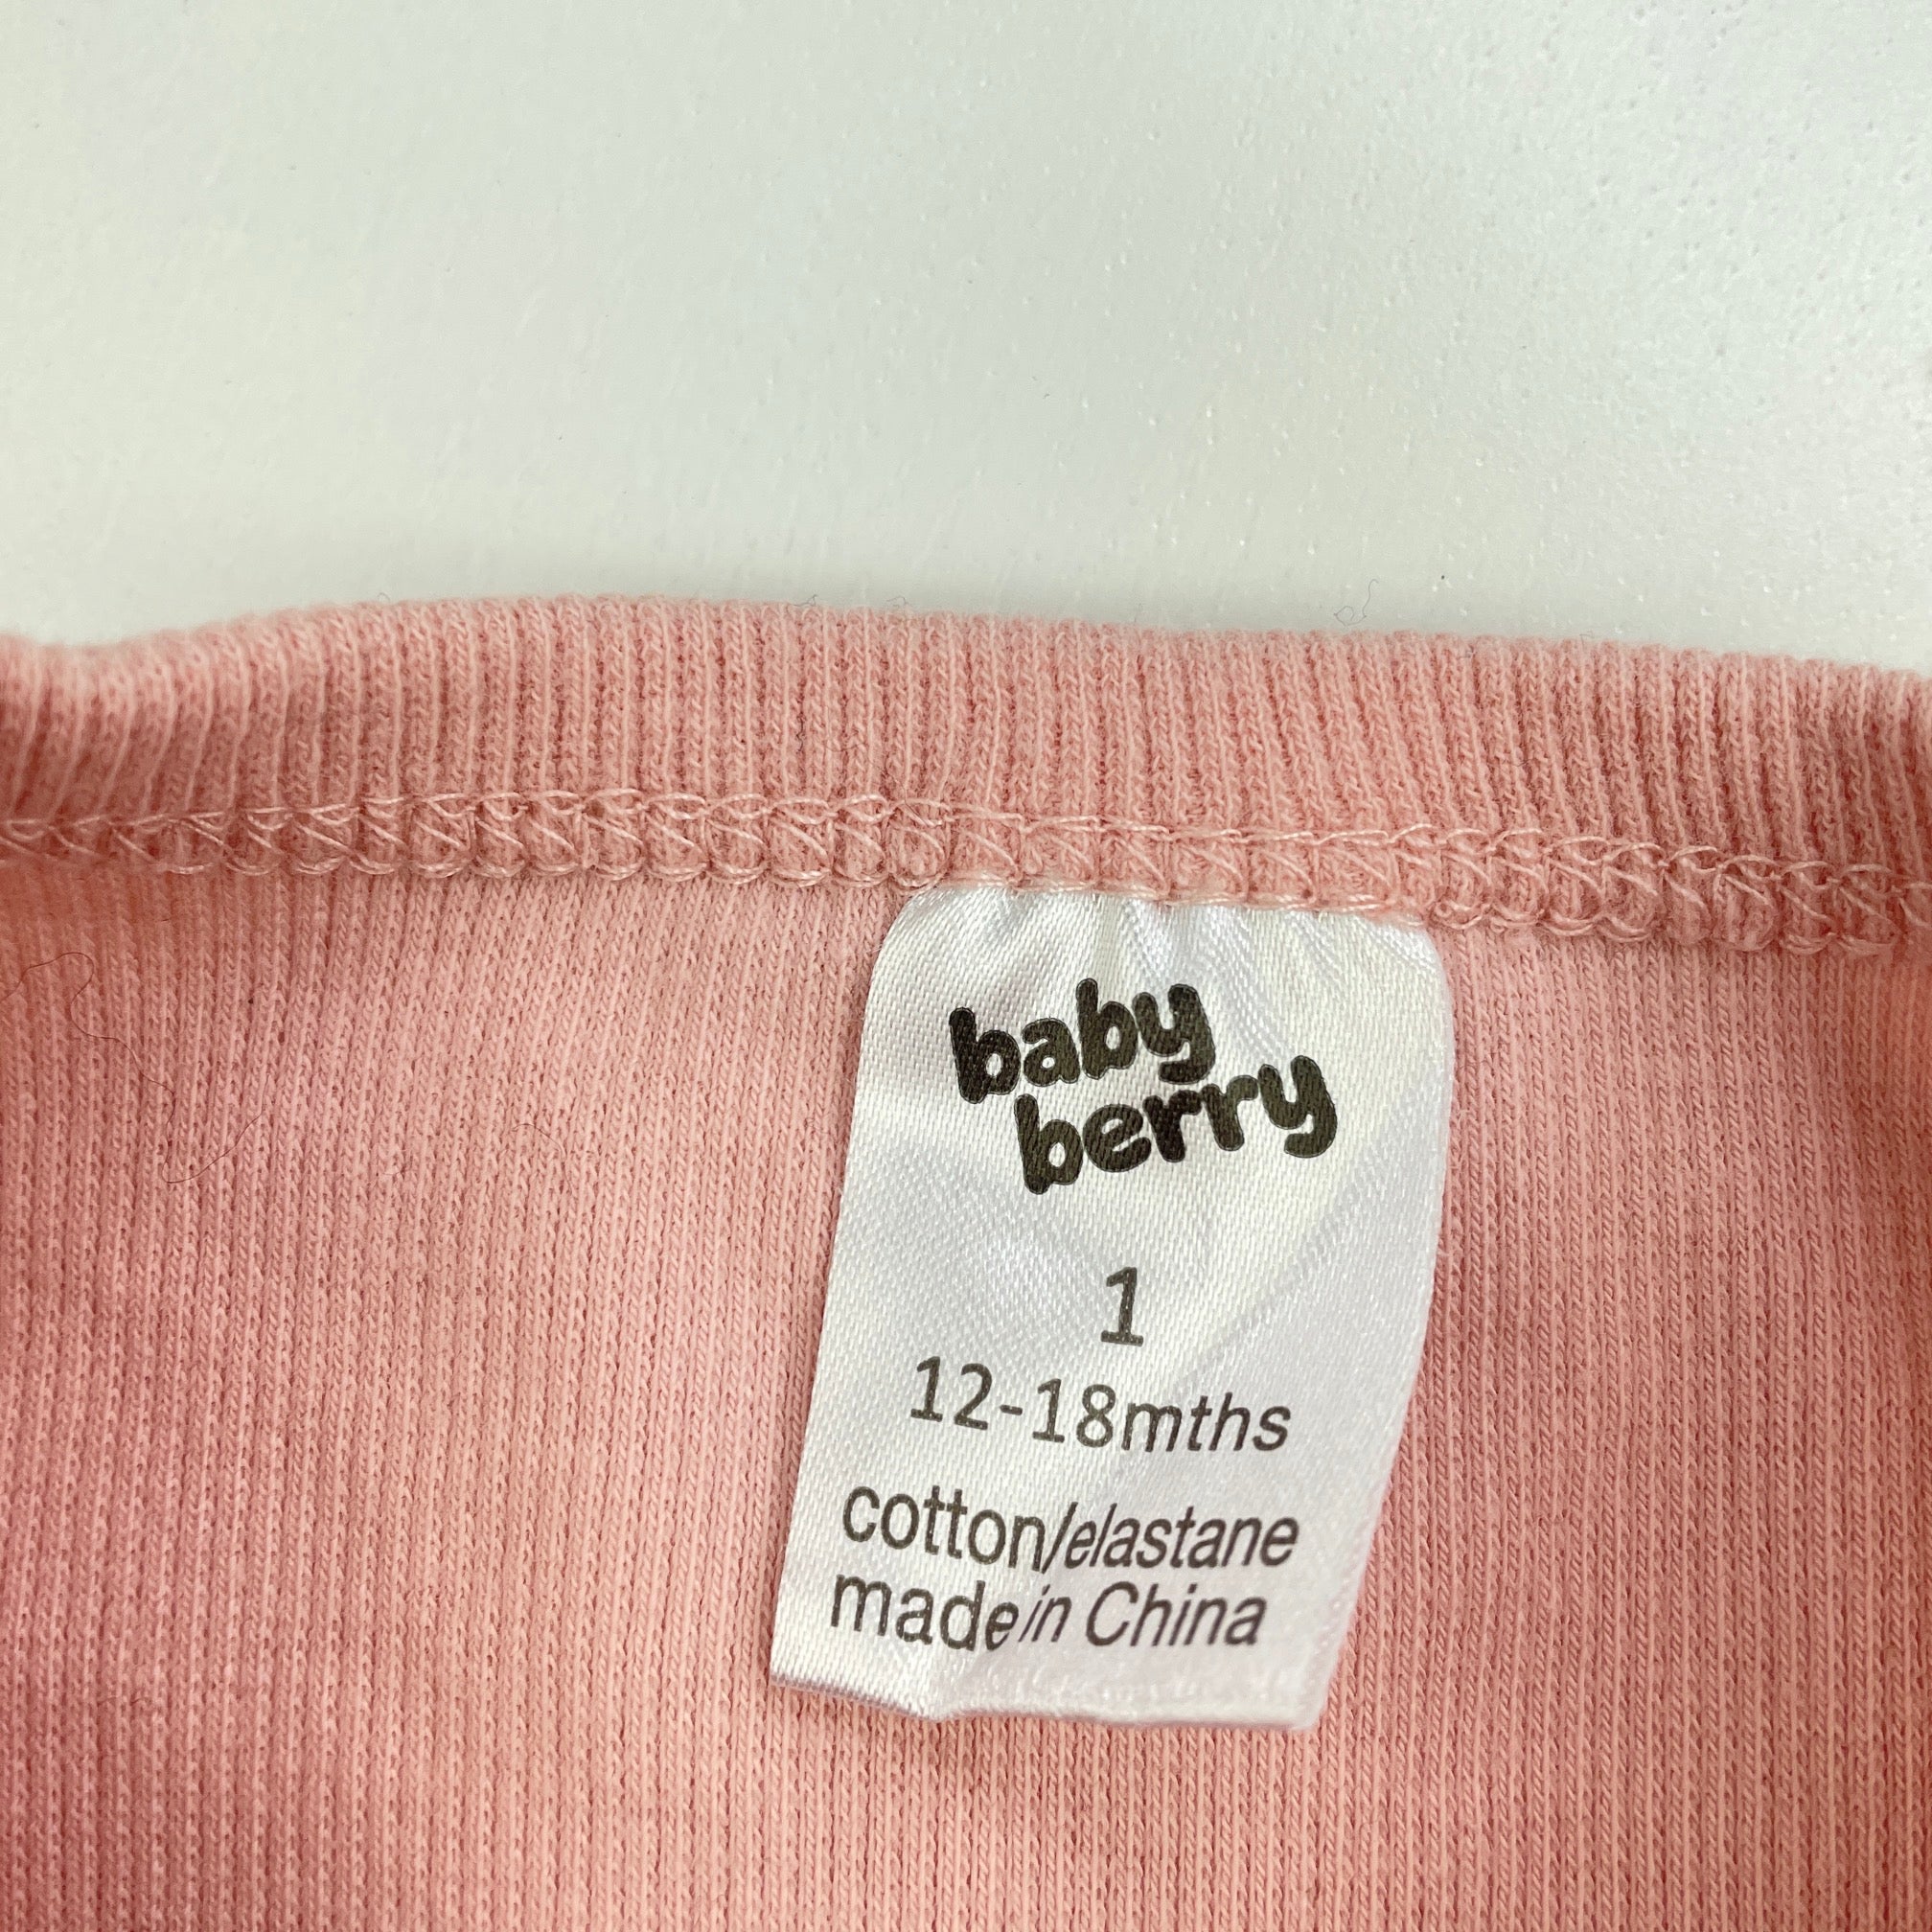 baby
berry
1
12-18mths
cotton/elastane
made in China